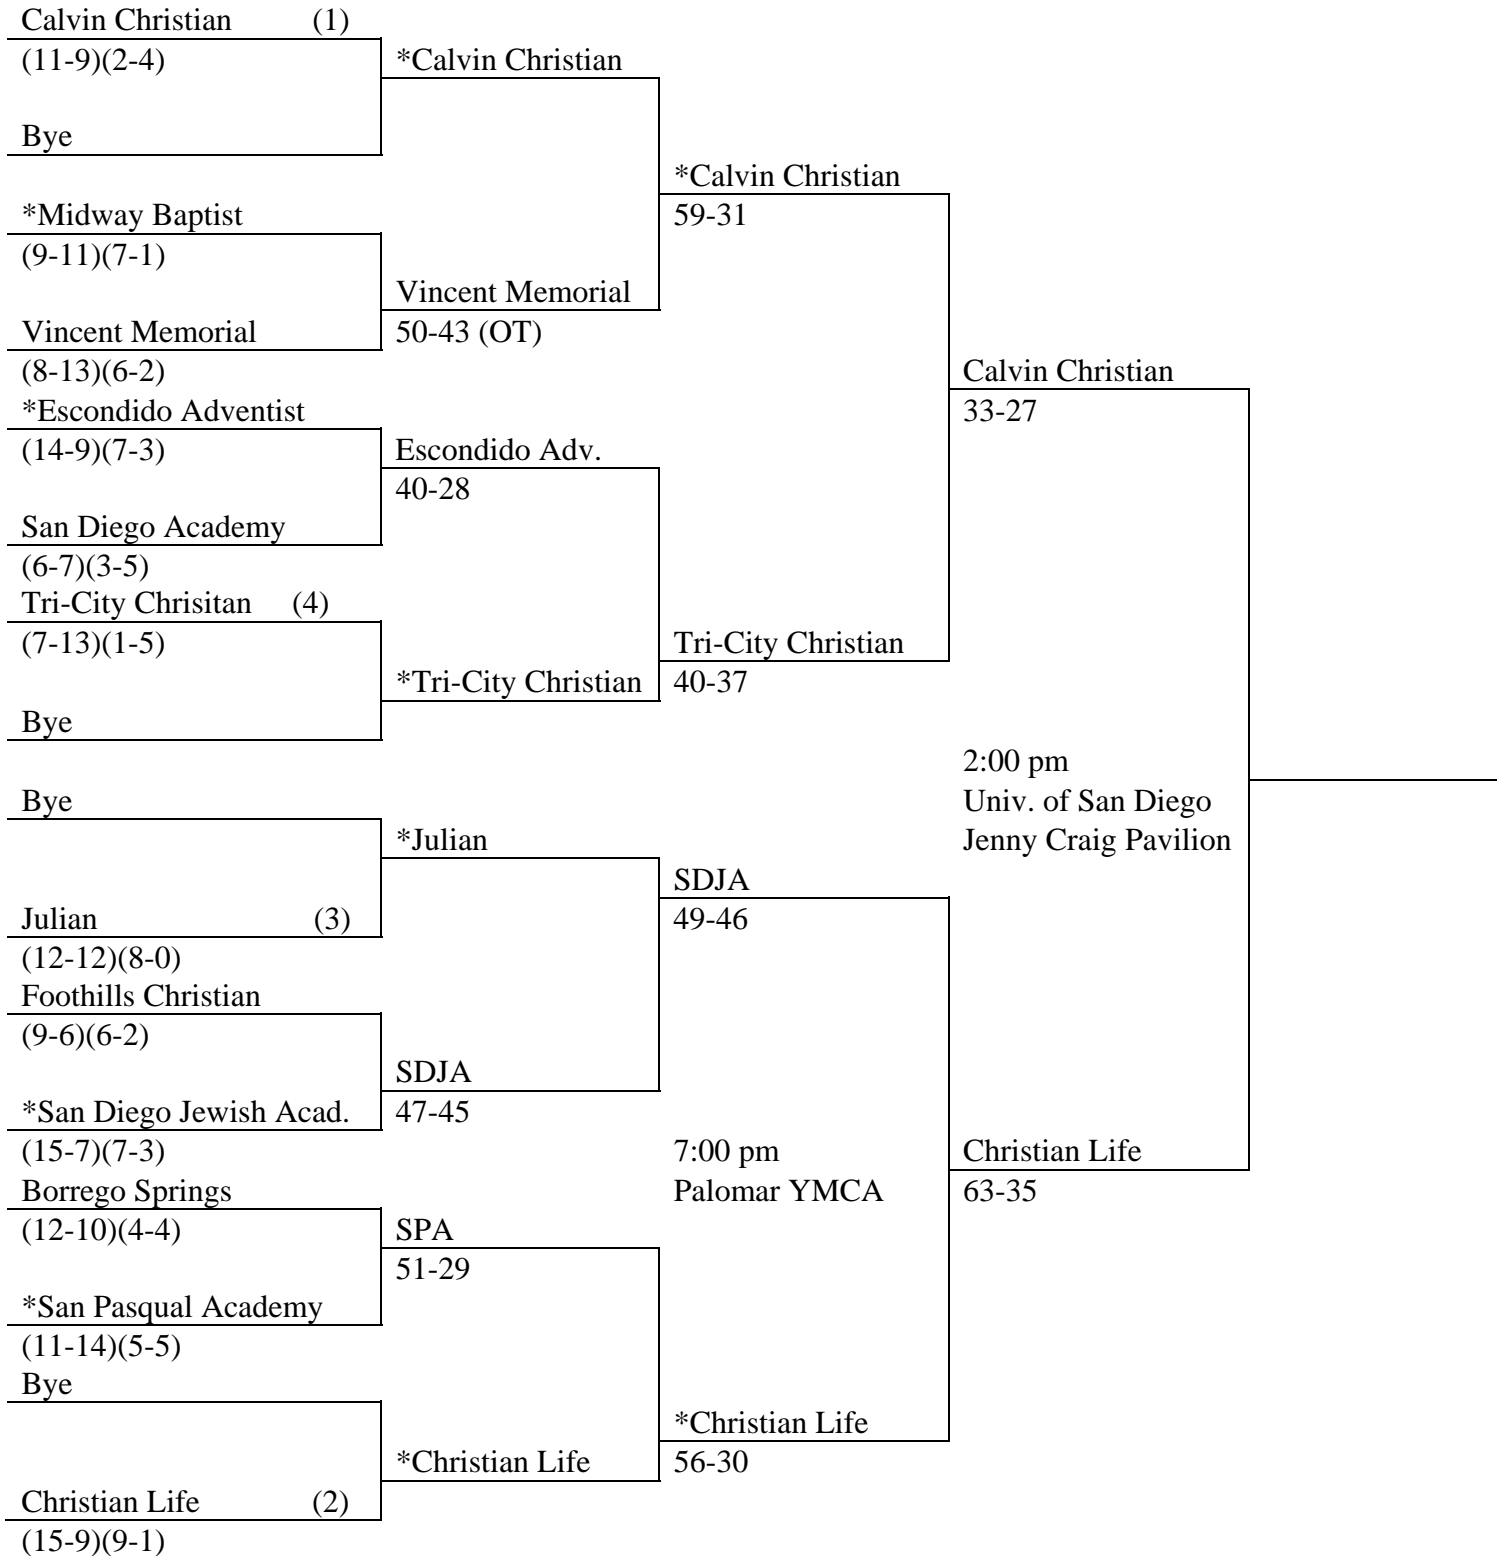 Calvin Christian (1)
(11-9)(2-4)
*Calvin Christian
Bye
*Calvin Christian
59-31
*Midway Baptist
(9-11)(7-1)
Vincent Memorial
50-43 (OT)
Vincent Memorial
(8-13)(6-2)
Calvin Christian
33-27
*Escondido Adventist
(14-9)(7-3)
Escondido Adv.
40-28
San Diego Academy
(6-7)(3-5)
Tri-City Chrisitan (4)
(7-13)(1-5)
Tri-City Christian
40-37
*Tri-City Christian
Bye
2:00 pm
Univ. of San Diego
Jenny Craig Pavilion
Bye
*Julian
SDJA
49-46
Julian (3)
(12-12)(8-0)
Foothills Christian
(9-6)(6-2)
SDJA
47-45
*San Diego Jewish Acad.
(15-7)(7-3)
7:00 pm
Palomar YMCA
Christian Life
63-35
Borrego Springs
(12-10)(4-4)
SPA
51-29
*San Pasqual Academy
(11-14)(5-5)
Bye
*Christian Life
56-30
*Christian Life
Christian Life (2)
(15-9)(9-1)